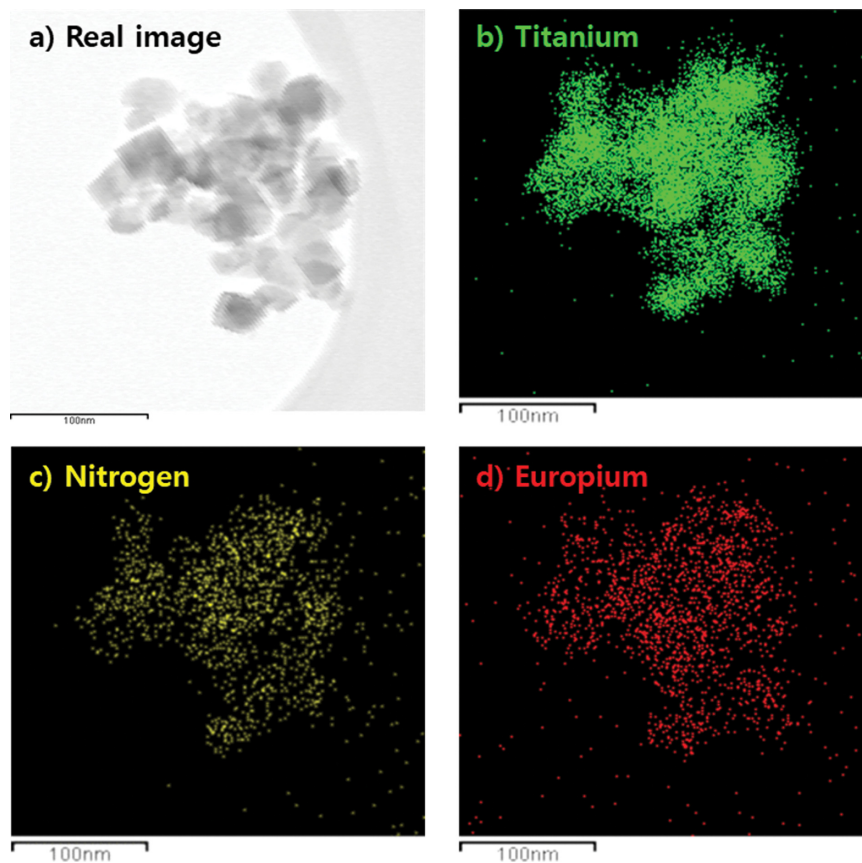 a) Real image
b) Titanium
100nm
100nm
c) Nitrogen
d) Europium
100nm
100nm